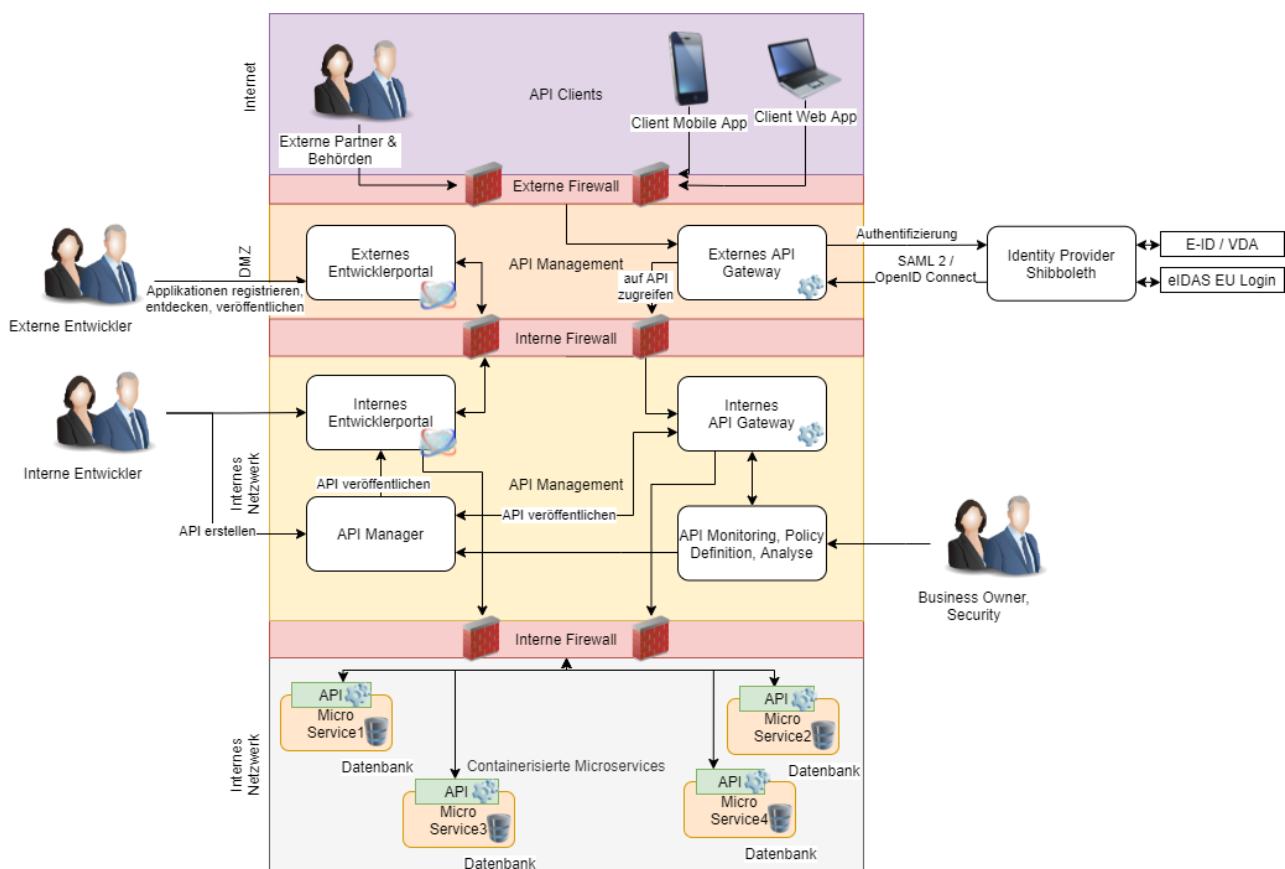 Internet
API Clients
Externe Partner &
Behörden
Client Mobile App
Client Web App
Externe Firewall
DMZ
Externes
Entwicklerportal
API Management
Externes API
Gateway
Authentifizierung
SAML 2 /
OpenID Connect
Identity Provider
Shibboleth
E-ID / VDA
eIDAS EU Login
Applikationen registrieren,
entdecken, veröffentlichen
Externe Entwickler
auf API
zugreifen
Interne Firewall
Internes
Entwicklerportal
Internes
API Gateway
Interne Entwickler
Internes
Netzwerk
API veröffentlichen
API Management
API erstellen
API Manager
API veröffentlichen
API Monitoring, Policy
Definition, Analyse
Business Owner,
Security
Interne Firewall
Internes
Netzwerk
API
Micro
Service1
Datenbank
API
Micro
Service2
Datenbank
Containerisierte Microservices
API
Micro
Service3
Datenbank
API
Micro
Service4
Datenbank